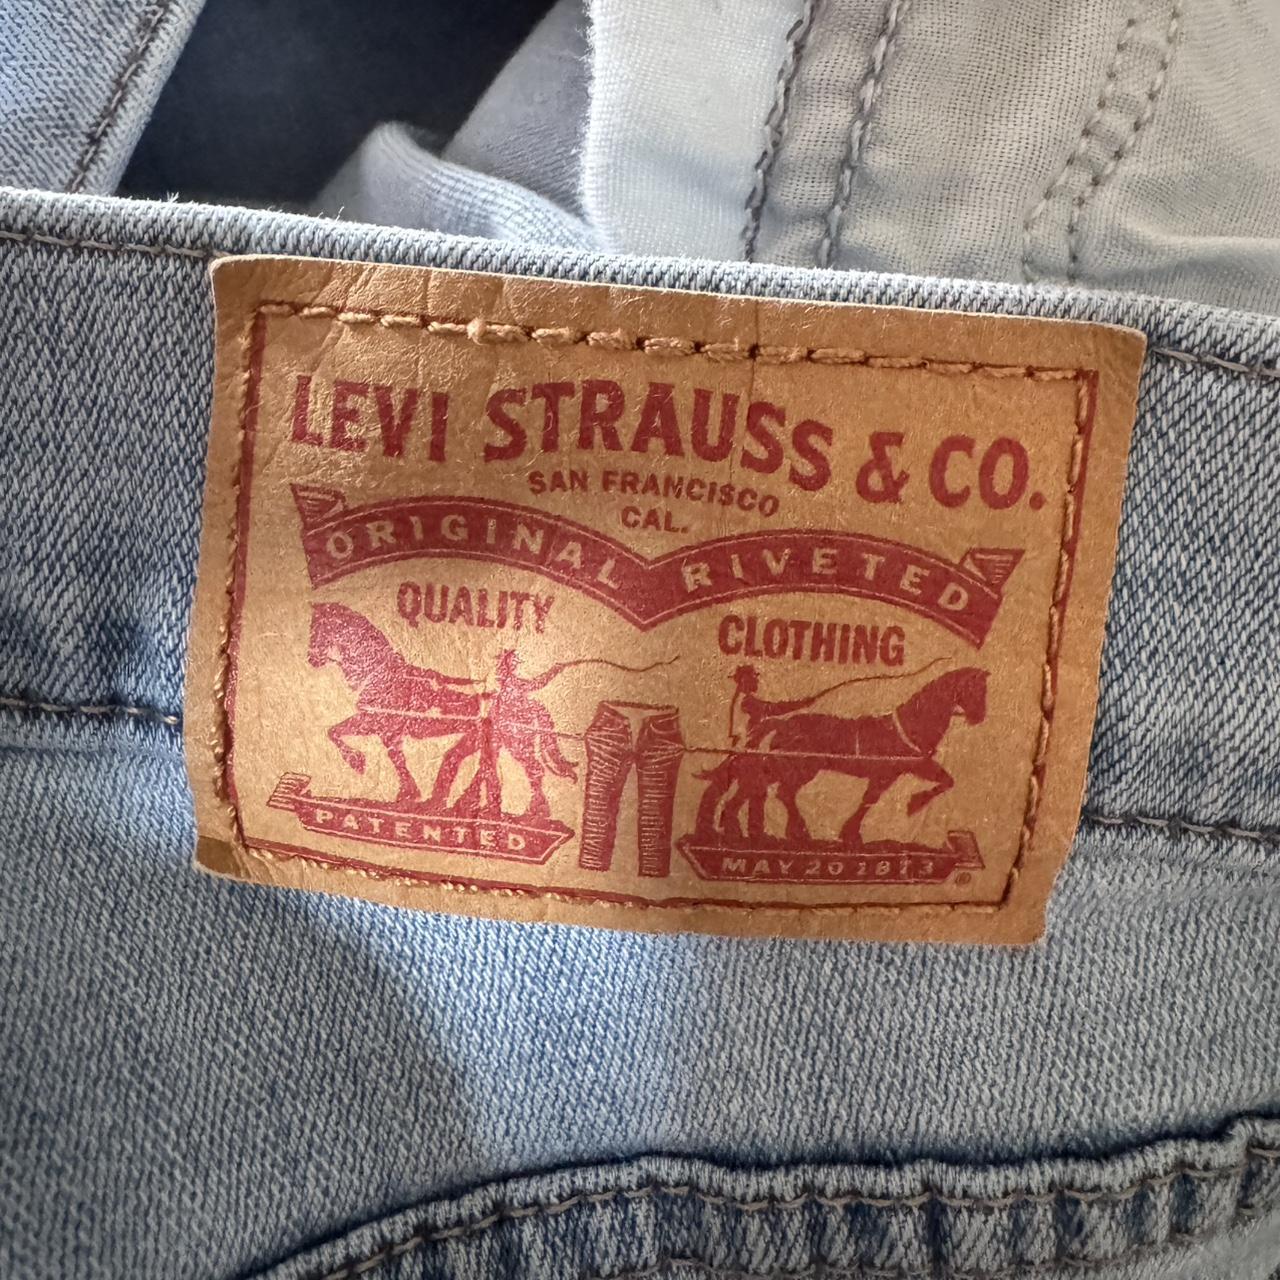 LEVI STRAUSS & CO.
SAN FRANCISCO
CAL.
ORIGINAL RIVETED
QUALITY CLOTHING
PATENTED
MAY 20 1873
®